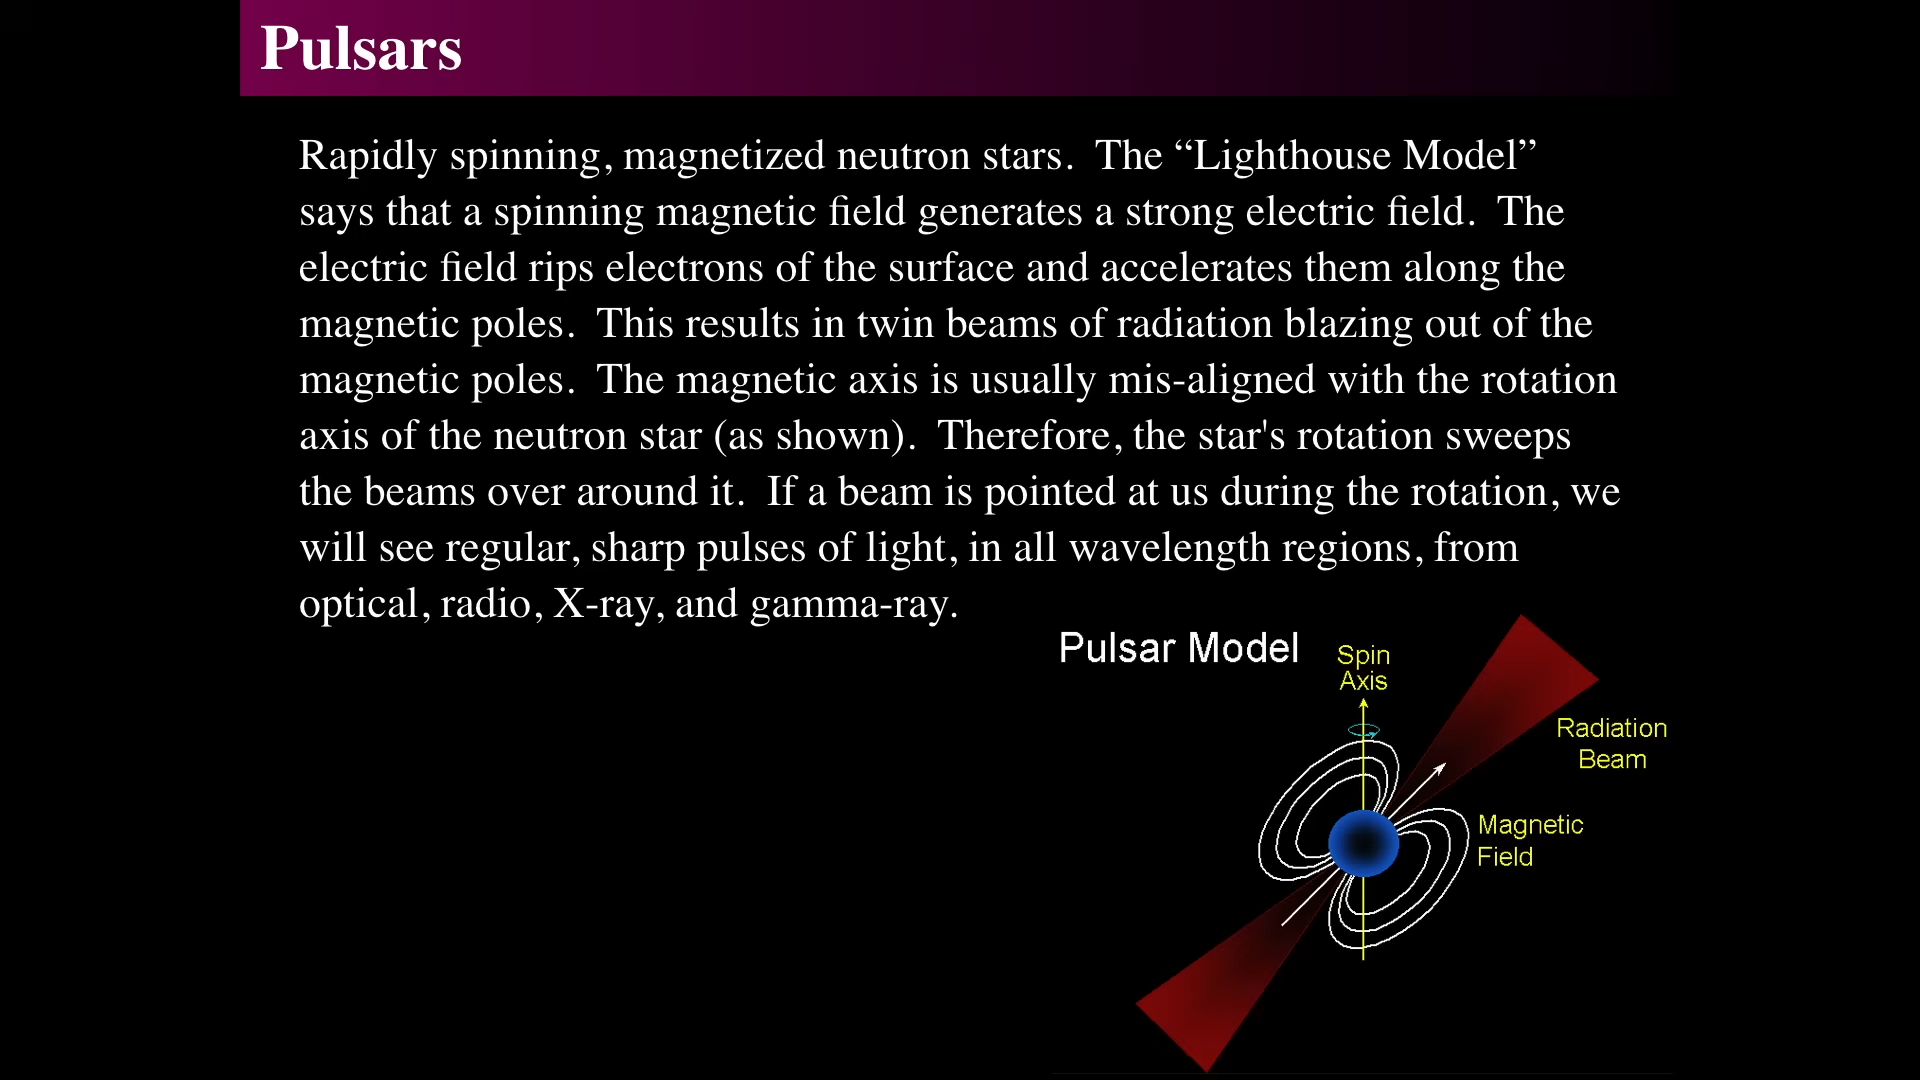 Pulsars
Rapidly spinning, magnetized neutron stars.  The “Lighthouse Model”
says that a spinning magnetic field generates a strong electric field.  The
electric field rips electrons of the surface and accelerates them along the
magnetic poles.  This results in twin beams of radiation blazing out of the
magnetic poles.  The magnetic axis is usually mis-aligned with the rotation
axis of the neutron star (as shown).  Therefore, the star's rotation sweeps
the beams over around it.  If a beam is pointed at us during the rotation, we
will see regular, sharp pulses of light, in all wavelength regions, from
optical, radio, X-ray, and gamma-ray.
Pulsar Model
Spin
Axis
Radiation
Beam
Magnetic
Field